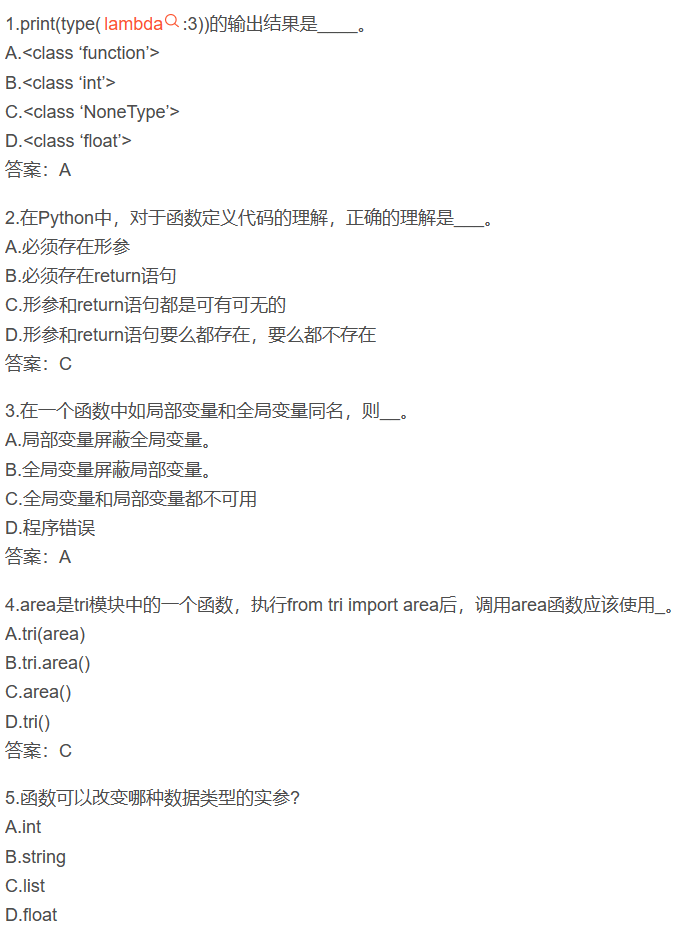 1.print(type( lambda :3))的输出结果是____。
A.<class ‘function’>
B.<class ‘int’>
C.<class ‘NoneType’>
D.<class ‘float’>
答案：A
2.在Python中，对于函数定义代码的理解，正确的理解是___。
A.必须存在形参
B.必须存在return语句
C.形参和return语句都是可有可无的
D.形参和return语句要么都存在，要么都不存在
答案：C
3.在一个函数中如局部变量和全局变量同名，则__。
A.局部变量屏蔽全局变量。
B.全局变量屏蔽局部变量。
C.全局变量和局部变量都不可用
D.程序错误
答案：A
4.area是tri模块中的一个函数，执行from tri import area后，调用area函数应该使用_。
A.tri(area)
B.tri.area()
C.area()
D.tri()
答案：C
5.函数可以改变哪种数据类型的实参?
A.int
B.string
C.list
D.float